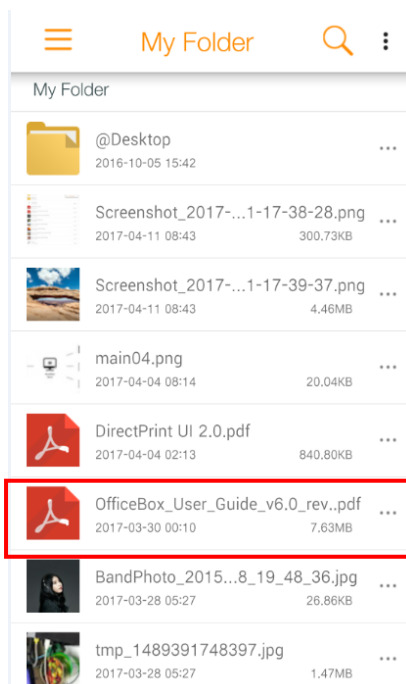 My Folder
My Folder
@Desktop
2016-10-05 15:42
Screenshot_2017-...1-17-38-28.png
2017-04-11 08:43 300.73KB
Screenshot_2017-...1-17-39-37.png
2017-04-11 08:43 4.46MB
main04.png
2017-04-04 08:14 20.04KB
DirectPrint UI 2.0.pdf
2017-04-04 02:13 840.80KB
OfficeBox_User_Guide_v6.0_rev..pdf
2017-03-30 00:10 7.63MB
BandPhoto_2015...8_19_48_36.jpg
2017-03-28 05:27 26.86KB
tmp_1489391748397.jpg
2017-03-28 05:27 1.47MB